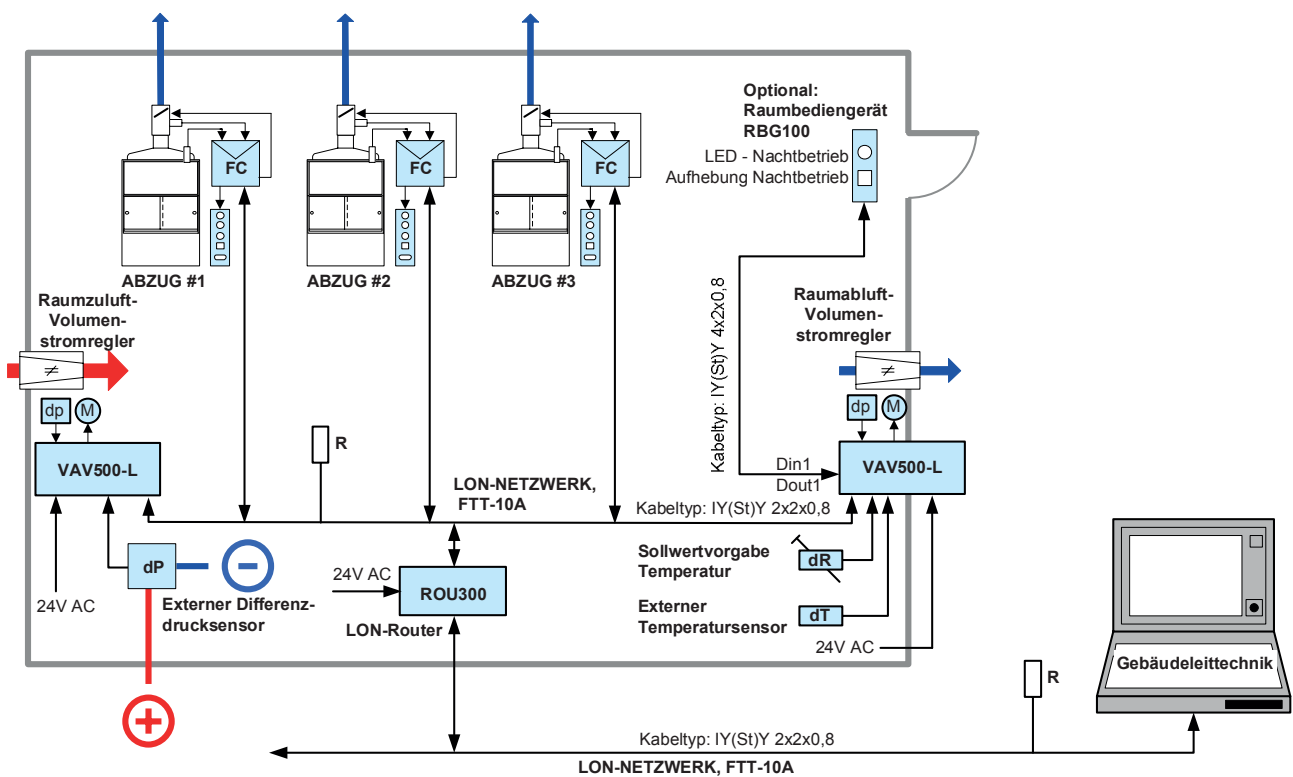 Optional:
Raumbediengerät
RBG100
LED - Nachtbetrieb
Aufhebung Nachtbetrieb
FC
FC
FC
ABZUG #1
ABZUG #2
ABZUG #3
Raumzuluft-
Volumen-
stromregler
≠
dp
M
VAV500-L
24V AC
dP
–
+
Externer Differenz-
drucksensor
R
LON-NETZWERK,
FTT-10A
Kabeltyp: IY(St)Y 2x2x0,8
24V AC
ROU300
LON-Router
Kabeltyp: IY(St)Y 4x2x0,8
Raumabluft-
Volumen-
stromregler
≠
dp
M
VAV500-L
Din1
Dout1
Sollwertvorgabe
Temperatur
dR
Externer
Temperatursensor
dT
24V AC
Gebäudeleittechnik
R
Kabeltyp: IY(St)Y 2x2x0,8
LON-NETZWERK, FTT-10A